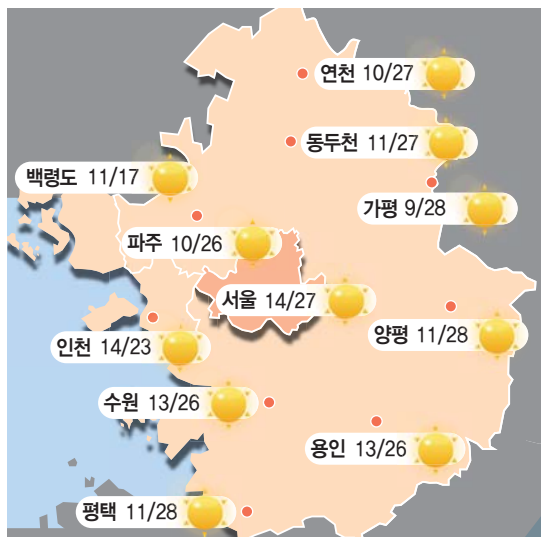 연천 10/27
동두천 11/27
백령도 11/17
가평 9/28
파주 10/26
서울 14/27
양평 11/28
인천 14/23
수원 13/26
용인 13/26
평택 11/28